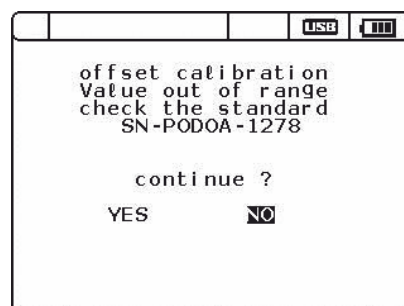 USB
offset calibration
Value out of range
check the standard
SN-PODOA-1278
continue ?
YES NO